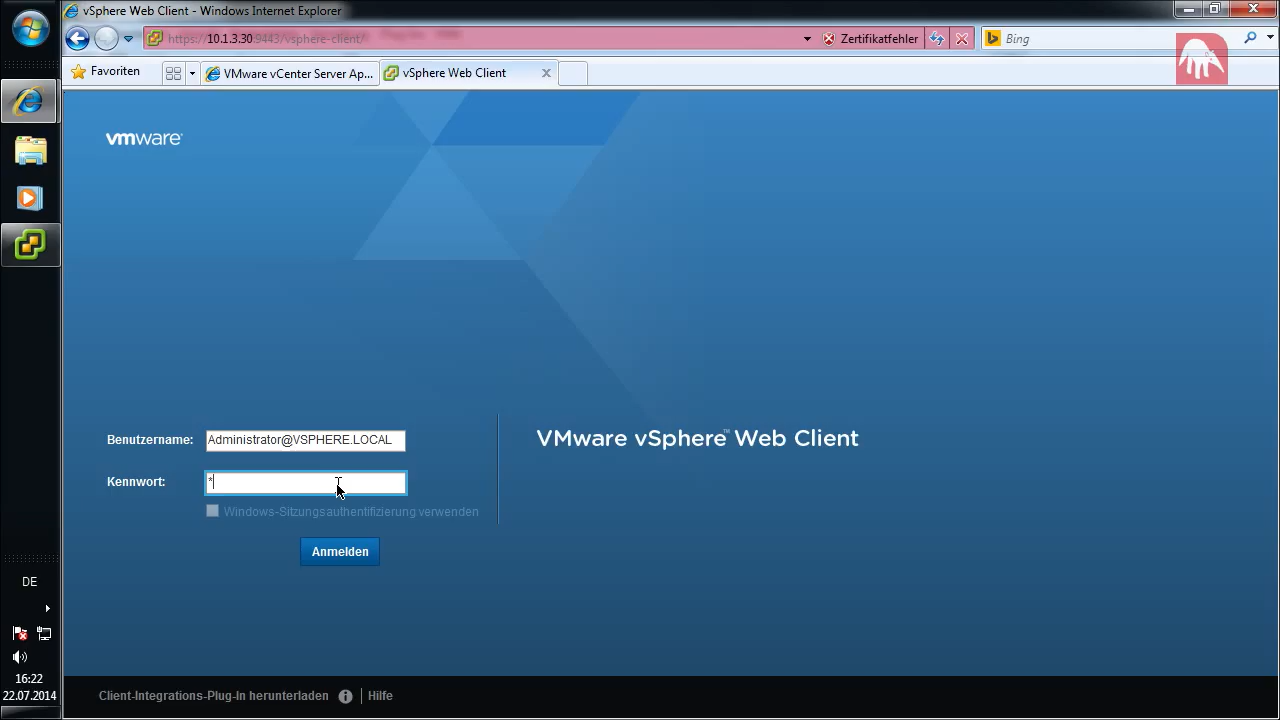 vSphere Web Client - Windows Internet Explorer
https://10.1.3.30:9443/vsphere-client/
Zertifikatfehler
Bing
Favoriten
VMware vCenter Server Ap...
vSphere Web Client
vmware
Benutzername:
Administrator@VSPHERE.LOCAL
VMware vSphere™ Web Client
Kennwort:
*
Windows-Sitzungsauthentifizierung verwenden
Anmelden
DE
16:22
22.07.2014
Client-Integrations-Plug-In herunterladen
Hilfe